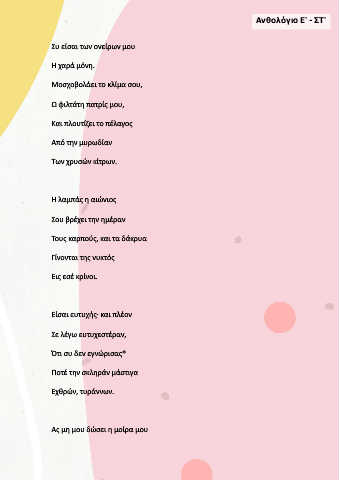 Ανθολόγιο Ε' - ΣΤ'
Συ είσαι των ονείρων μου
Η χαρά μόνη.
Μοσχοβολάει το κλίμα σου,
Ω φιλτάτη πατρίς μου,
Και πλουτίζει το πέλαγος
Από την μυρωδίαν
Των χρυσών κίτρων.
Η λαμπάς η αιώνιος
Σου βρέχει την ημέραν
Τους καρπούς, και τα δάκρυα
Γίνονται της νυκτός
Εις εσέ κρίνοι.
Είσαι ευτυχής· και πλέον
Σε λέγω ευτυχεστέραν,
Ότι συ δεν εγνώρισας*
Ποτέ την σκληράν μάστιγα
Εχθρών, τυράννων.
Ας μη μου δώσει η μοίρα μου